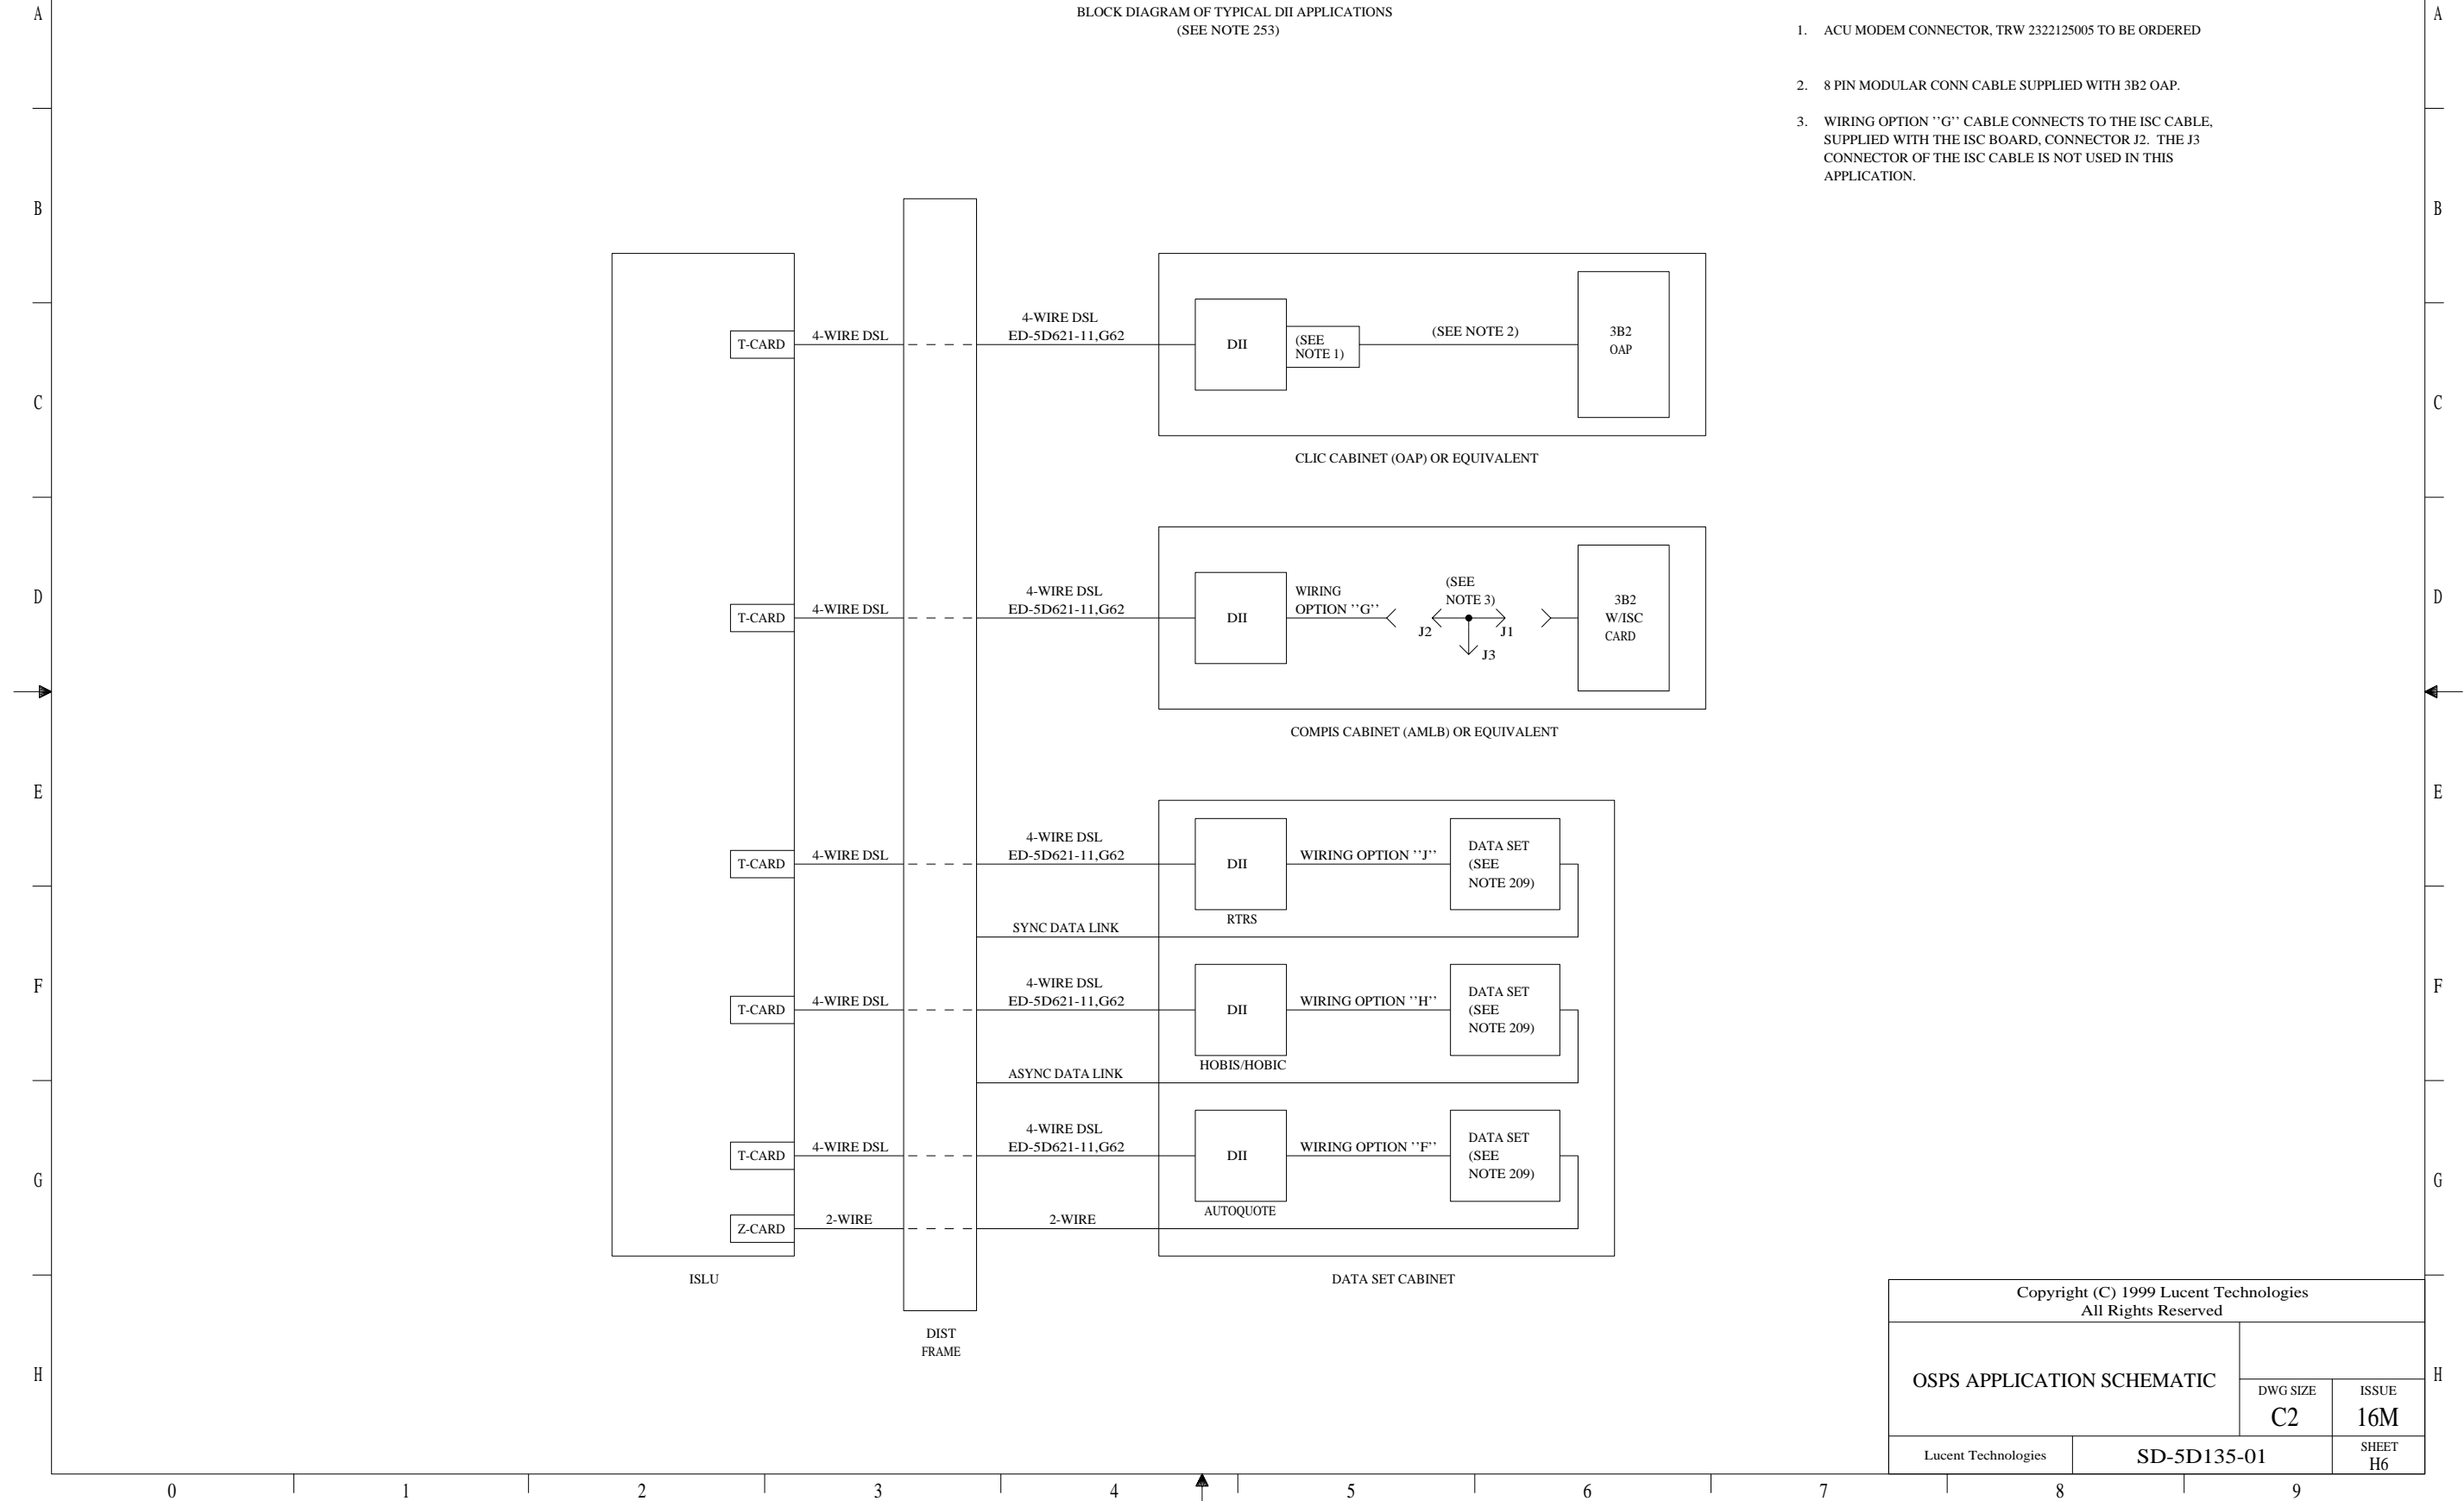 BLOCK DIAGRAM OF TYPICAL DII APPLICATIONS
(SEE NOTE 253)
1. ACU MODEM CONNECTOR, TRW 2322125005 TO BE ORDERED
2. 8 PIN MODULAR CONN CABLE SUPPLIED WITH 3B2 OAP.
3. WIRING OPTION ''G'' CABLE CONNECTS TO THE ISC CABLE,
SUPPLIED WITH THE ISC BOARD, CONNECTOR J2. THE J3
CONNECTOR OF THE ISC CABLE IS NOT USED IN THIS
APPLICATION.
A
A
B
B
C
C
D
D
E
E
F
F
G
G
H
H
T-CARD
4-WIRE DSL
4-WIRE DSL
ED-5D621-11,G62
DII
(SEE
NOTE 1)
(SEE NOTE 2)
3B2
OAP
CLIC CABINET (OAP) OR EQUIVALENT
T-CARD
4-WIRE DSL
4-WIRE DSL
ED-5D621-11,G62
DII
WIRING
OPTION ''G''
(SEE
NOTE 3)
J2
J1
J3
3B2
W/ISC
CARD
COMPIS CABINET (AMLB) OR EQUIVALENT
T-CARD
4-WIRE DSL
4-WIRE DSL
ED-5D621-11,G62
DII
RTRS
WIRING OPTION ''J''
DATA SET
(SEE
NOTE 209)
SYNC DATA LINK
T-CARD
4-WIRE DSL
4-WIRE DSL
ED-5D621-11,G62
DII
HOBIS/HOBIC
WIRING OPTION ''H''
DATA SET
(SEE
NOTE 209)
ASYNC DATA LINK
T-CARD
4-WIRE DSL
4-WIRE DSL
ED-5D621-11,G62
DII
AUTOQUOTE
WIRING OPTION ''F''
DATA SET
(SEE
NOTE 209)
Z-CARD
2-WIRE
2-WIRE
ISLU
DATA SET CABINET
DIST
FRAME
Copyright (C) 1999 Lucent Technologies
All Rights Reserved
OSPS APPLICATION SCHEMATIC
DWG SIZE
C2
ISSUE
16M
Lucent Technologies
SD-5D135-01
SHEET
H6
0 1 2 3 4 5 6 7 8 9